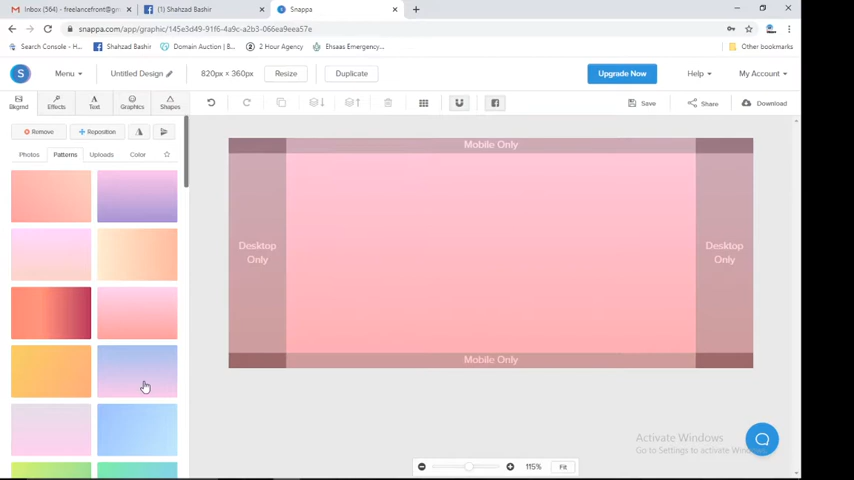 Inbox (564) - freelancefront@gm
(1) Shahzad Bashir
Snappa
snappa.com/app/graphic/145e3d49-91f6-4a9c-a2b3-066ea9eea57e
Search Console - H...
Shahzad Bashir
Domain Auction | B...
2 Hour Agency
Ehsaas Emergency...
Other bookmarks
S
Menu
Untitled Design
820px × 360px
Resize
Duplicate
Upgrade Now
Help
My Account
Bkgrnd
Effects
Text
Graphics
Shapes
Save
Share
Download
Remove
Reposition
Photos
Patterns
Uploads
Color
Mobile Only
Desktop
Only
Desktop
Only
Mobile Only
Activate Windows
Go to Settings to activate Windows.
115%
Fit